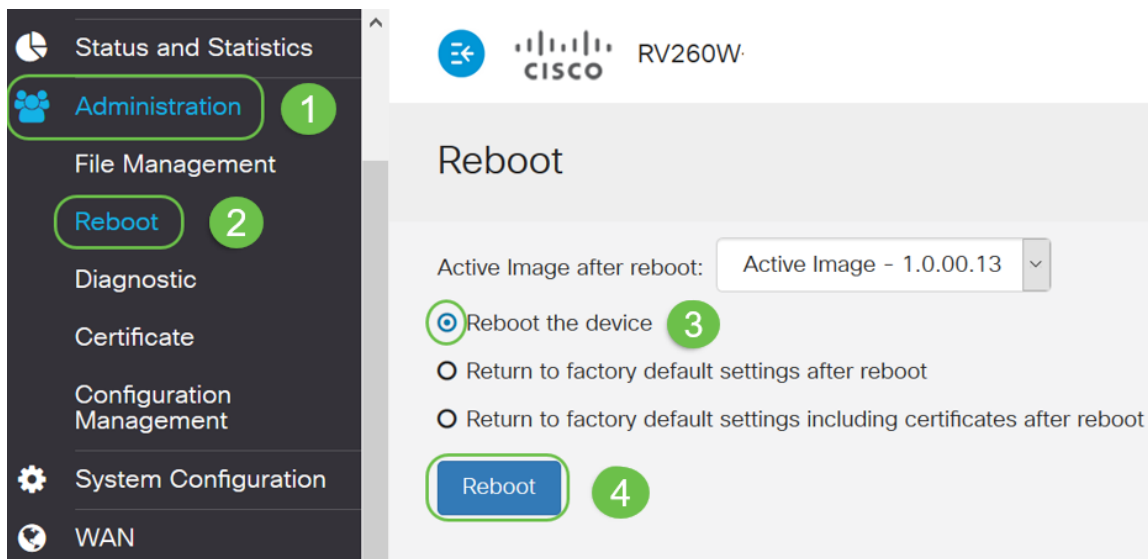 Status and Statistics
Administration
1
File Management
Reboot
2
Diagnostic
Certificate
Configuration
Management
System Configuration
WAN
CISCO
RV260W
Reboot
Active Image after reboot:
Active Image - 1.0.00.13
Reboot the device
3
Return to factory default settings after reboot
Return to factory default settings including certificates after reboot
Reboot
4